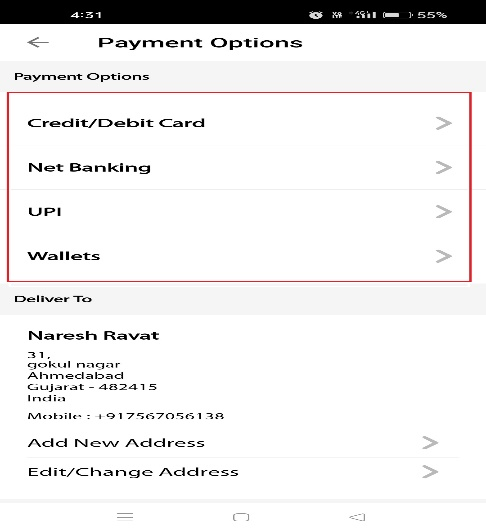 4:31
55%
Payment Options
Payment Options
Credit/Debit Card
Net Banking
UPI
Wallets
Deliver To
Naresh Ravat
31,
gokul nagar
Ahmedabad
Gujarat - 482415
India
Mobile : +917567056138
Add New Address
Edit/Change Address